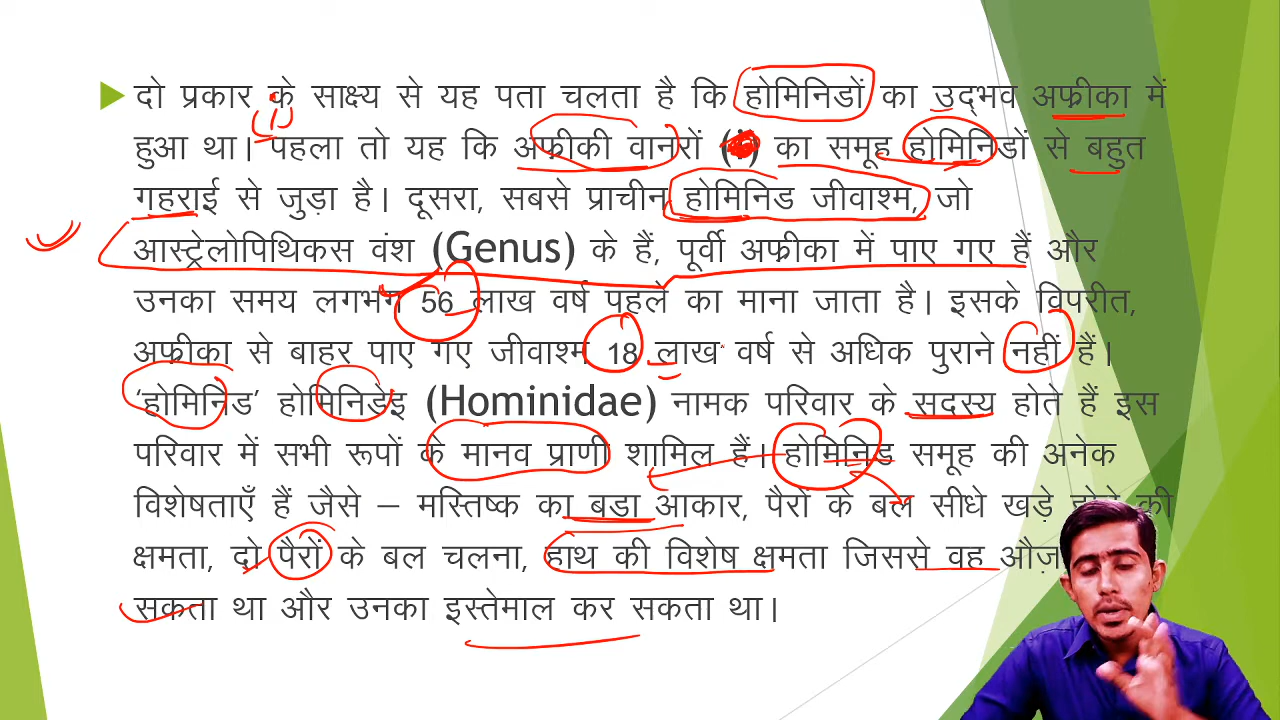 दो प्रकार के साक्ष्य से यह पता चलता है कि होमिनिडों का उद्भव अफ्रीका में
हुआ था। पहला तो यह कि अफ्रीकी वानरों ( ) का समूह होमिनिडों से बहुत
गहराई से जुड़ा है। दूसरा, सबसे प्राचीन होमिनिड जीवाश्म, जो
आस्ट्रेलोपिथिकस वंश (Genus) के हैं, पूर्वी अफ्रीका में पाए गए हैं और
उनका समय लगभग 56 लाख वर्ष पहले का माना जाता है। इसके विपरीत,
अफ्रीका से बाहर पाए गए जीवाश्म 18 लाख वर्ष से अधिक पुराने नहीं हैं।
‘होमिनिड’ होमिनिडेइ (Hominidae) नामक परिवार के सदस्य होते हैं इस
परिवार में सभी रूपों के मानव प्राणी शामिल हैं। होमिनिड समूह की अनेक
विशेषताएँ हैं जैसे – मस्तिष्क का बडा आकार, पैरों के बल सीधे खड़े होने की
क्षमता, दो पैरों के बल चलना, हाथ की विशेष क्षमता जिससे वह
सकता था और उनका इस्तेमाल कर सकता था।